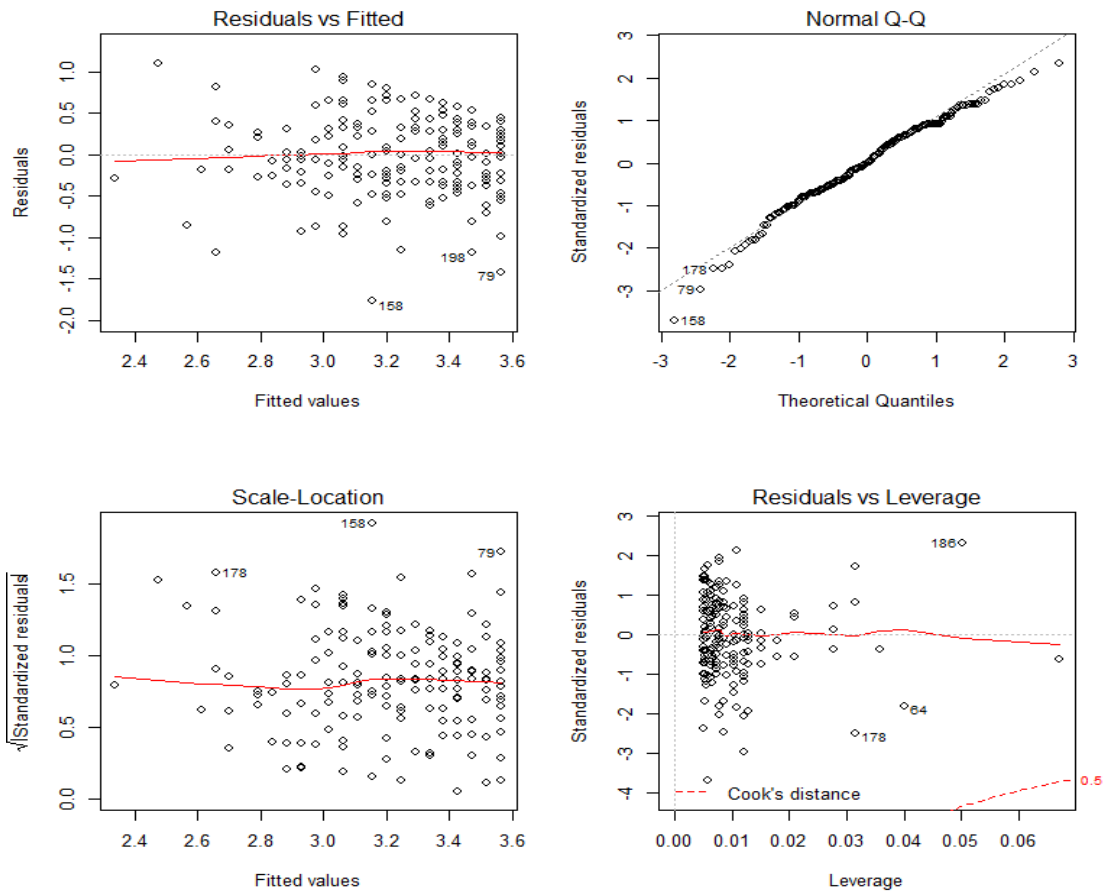 Residuals vs Fitted
Residuals
1.0
0.5
0.0
-0.5
-1.0
-1.5
-2.0
198
79
158
2.4 2.6 2.8 3.0 3.2 3.4 3.6
Fitted values
Normal Q-Q
Standardized residuals
3
2
1
0
-1
-2
-3
178
79
158
-3 -2 -1 0 1 2 3
Theoretical Quantiles
Scale-Location
√|Standardized residuals|
1.5
1.0
0.5
0.0
158
79
178
2.4 2.6 2.8 3.0 3.2 3.4 3.6
Fitted values
Residuals vs Leverage
Standardized residuals
3
2
1
0
-1
-2
-3
-4
186
64
178
0.5
Cook's distance
0.00 0.01 0.02 0.03 0.04 0.05 0.06
Leverage